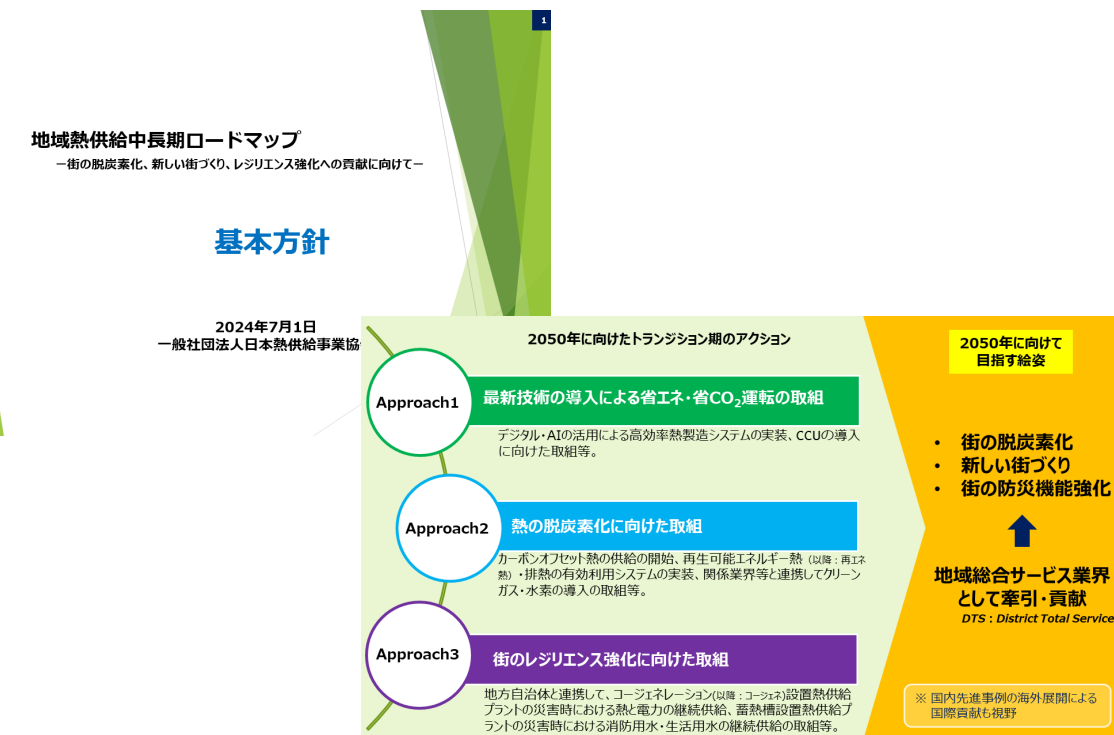 1
地域熱供給中長期ロードマップ
ー街の脱炭素化、新しい街づくり、レジリエンス強化への貢献に向けてー
基本方針
2024年7月1日
一般社団法人日本熱供給事業協
2050年に向けたトランジション期のアクション
Approach1
最新技術の導入による省エネ・省CO₂運転の取組
デジタル・AIの活用による高効率熱製造システムの実装、CCUの導入
に向けた取組等。
Approach2
熱の脱炭素化に向けた取組
カーボンオフセット熱の供給の開始、再生可能エネルギー熱（以降：再エネ
熱）・排熱の有効利用システムの実装、関係業界等と連携してクリーン
ガス・水素の導入の取組等。
Approach3
街のレジリエンス強化に向けた取組
地方自治体と連携して、コージェネレーション(以降：コージェネ)設置熱供給
プラントの災害時における熱と電力の継続供給、蓄熱槽設置熱供給プ
ラントの災害時における消防用水・生活用水の継続供給の取組等。
2050年に向けて
目指す絵姿
• 街の脱炭素化
• 新しい街づくり
• 街の防災機能強化
地域総合サービス業界
として牽引・貢献
DTS：District Total Service
※ 国内先進事例の海外展開による
国際貢献も視野